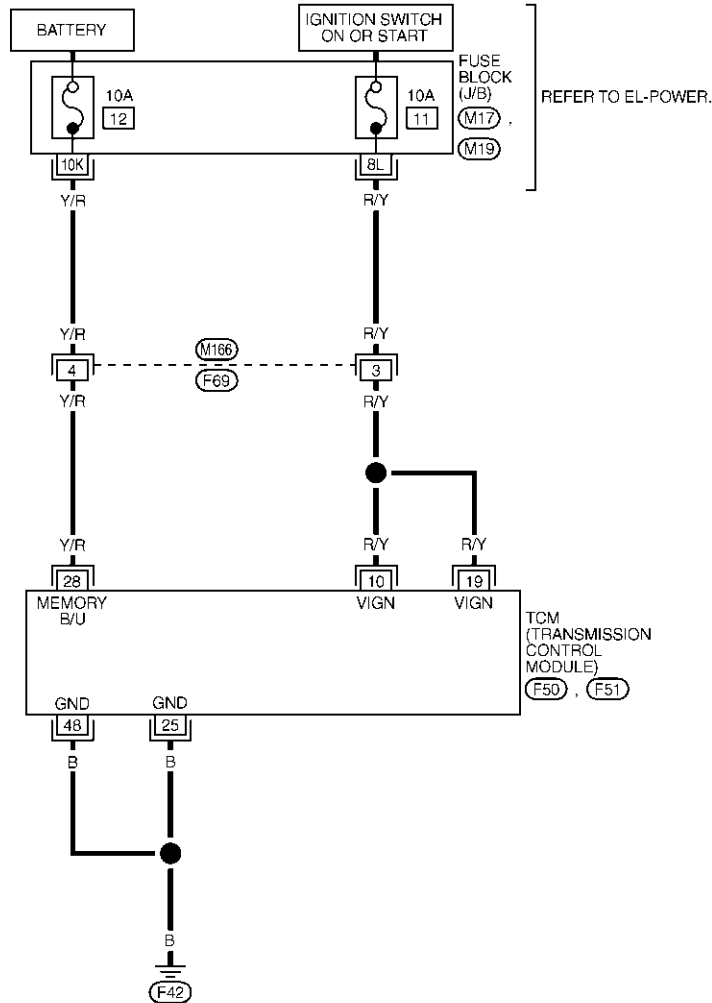 BATTERY
IGNITION SWITCH
ON OR START
10A
12
10A
11
FUSE
BLOCK
(J/B)
M17 ,
M19
REFER TO EL-POWER.
10K
8L
Y/R
R/Y
Y/R
R/Y
4
M166
F69
3
Y/R
R/Y
Y/R
R/Y
R/Y
28
10
19
MEMORY
B/U
VIGN
VIGN
TCM
(TRANSMISSION
CONTROL
MODULE)
F50 , F51
GND
GND
48
25
B
B
B
F42